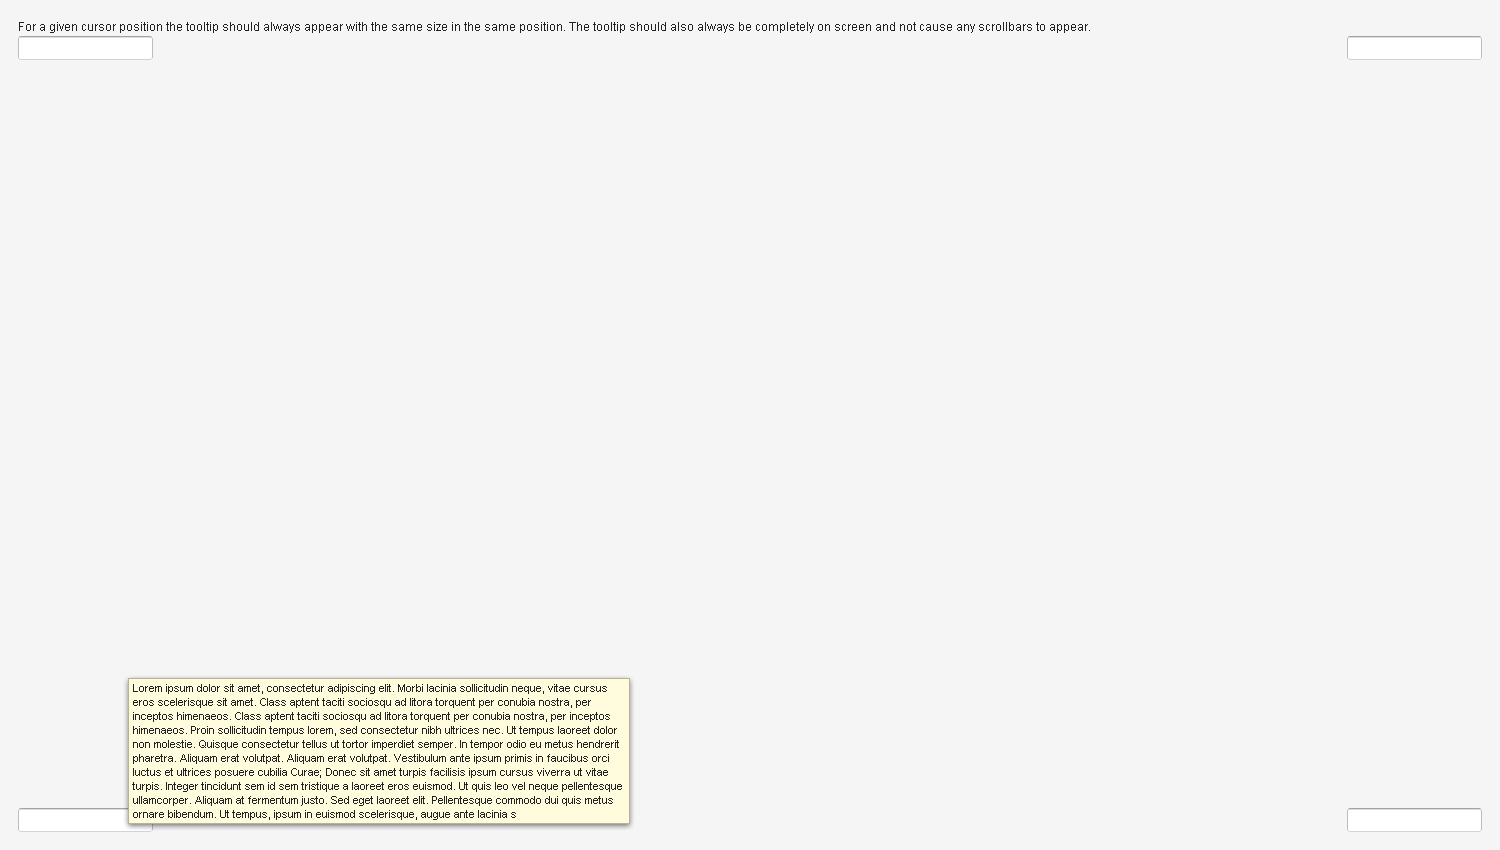 For a given cursor position the tooltip should always appear with the same size in the same position. The tooltip should also always be completely on screen and not cause any scrollbars to appear.
Lorem ipsum dolor sit amet, consectetur adipiscing elit. Morbi lacinia sollicitudin neque, vitae cursus
eros scelerisque sit amet. Class aptent taciti sociosqu ad litora torquent per conubia nostra, per
inceptos himenaeos. Class aptent taciti sociosqu ad litora torquent per conubia nostra, per inceptos
himenaeos. Proin sollicitudin tempus lorem, sed consectetur nibh ultrices nec. Ut tempus laoreet dolor
non molestie. Quisque consectetur tellus ut tortor imperdiet semper. In tempor odio eu metus hendrerit
pharetra. Aliquam erat volutpat. Aliquam erat volutpat. Vestibulum ante ipsum primis in faucibus orci
luctus et ultrices posuere cubilia Curae; Donec sit amet turpis facilisis ipsum cursus viverra ut vitae
turpis. Integer tincidunt sem id sem tristique a laoreet eros euismod. Ut quis leo vel neque pellentesque
ullamcorper. Aliquam at fermentum justo. Sed eget laoreet elit. Pellentesque commodo dui quis metus
ornare bibendum. Ut tempus, ipsum in euismod scelerisque, augue ante lacinia s